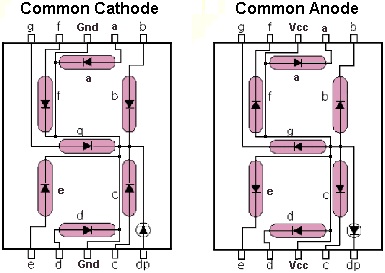 Common Cathode
g f Gnd a b
a
f b
g
e c
d
e d Gnd c dp
Common Anode
g f Vcc a b
a
f b
g
e c
d
e d Vcc c dp